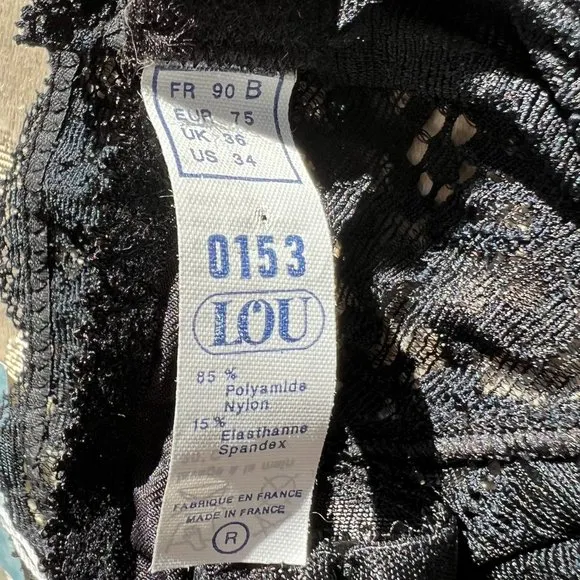 FR 90 B
EUR 75
UK 36
US 34
0153
LOU
85 % Polyamide
Nylon
15% Elasthanne
Spandex
FABRIQUE EN FRANCE
MADE IN FRANCE
R